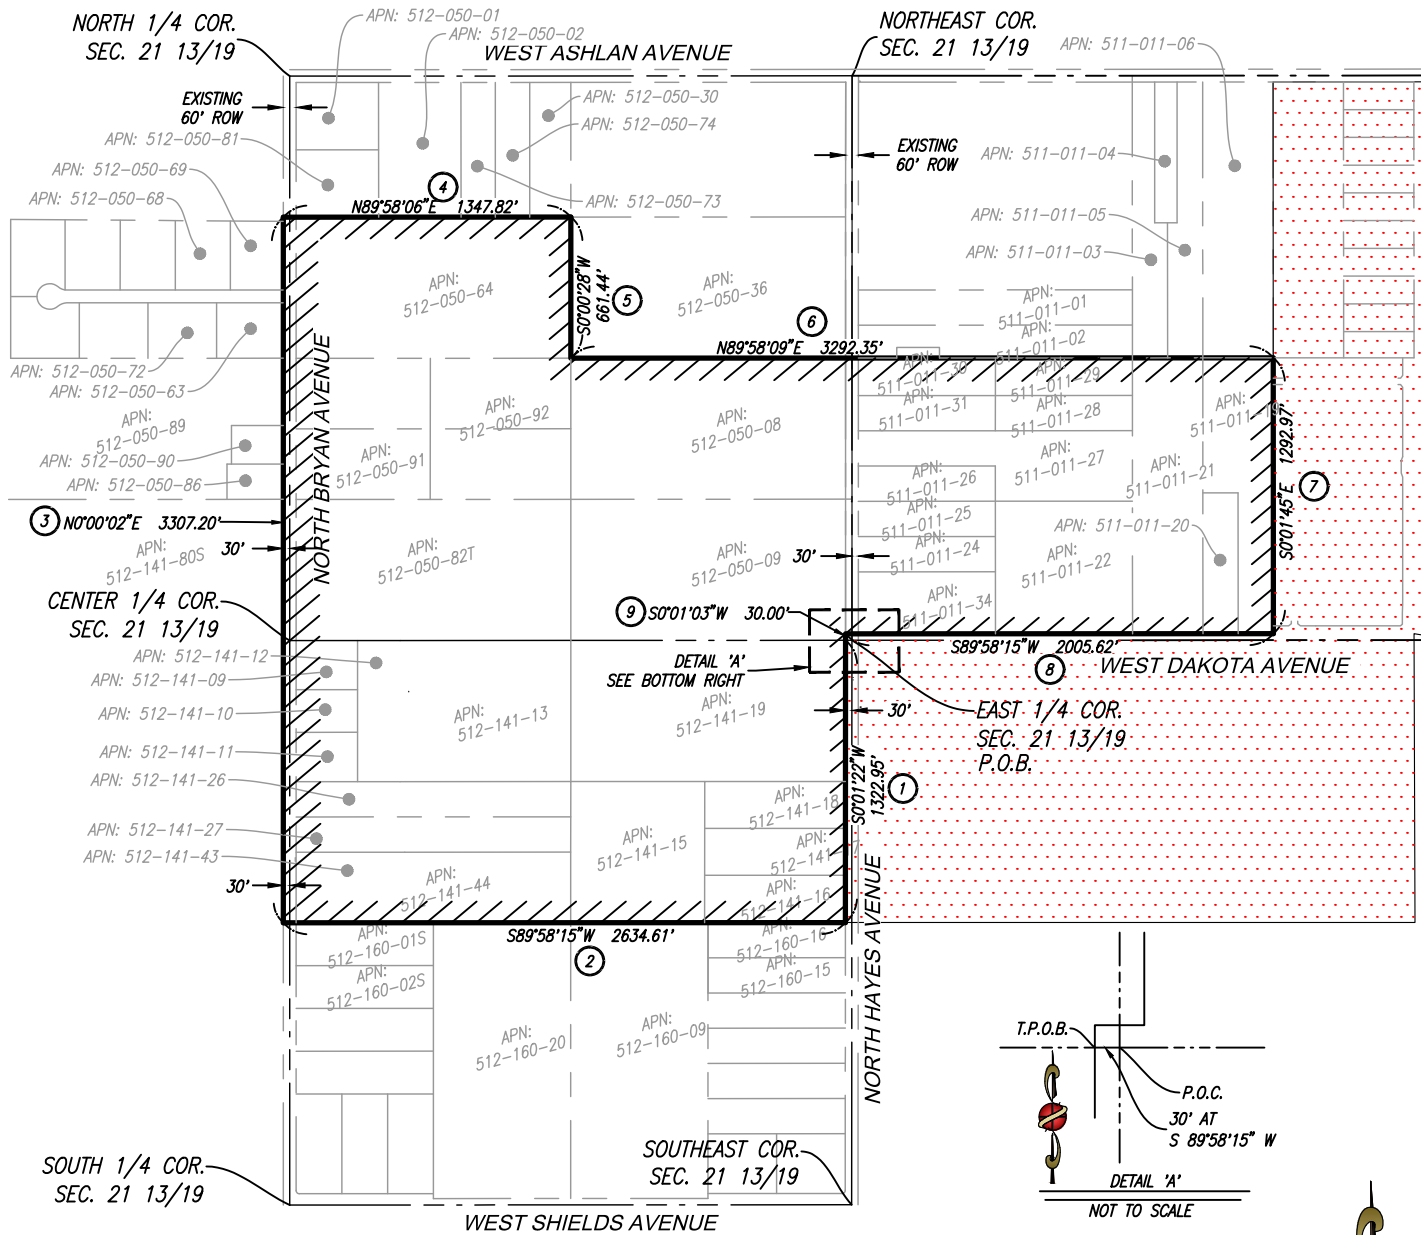 NORTH 1/4 COR.
SEC. 21 13/19
APN: 512-050-01
APN: 512-050-02
WEST ASHLAN AVENUE
NORTHEAST COR.
SEC. 21 13/19
APN: 511-011-06
EXISTING
60' ROW
APN: 512-050-81
APN: 512-050-69
APN: 512-050-68
APN: 512-050-30
APN: 512-050-74
APN: 512-050-73
EXISTING
60' ROW
APN: 511-011-04
APN: 511-011-05
APN: 511-011-03
4
N89°58'06"E 1347.82'
APN:
512-050-64
S0°00'28"W
661.44'
5
APN:
512-050-36
6
N89°58'09"E 3292.35'
APN:
511-011-01
APN:
511-011-02
APN: 512-050-72
APN: 512-050-63
APN:
512-050-89
APN: 512-050-90
APN: 512-050-86
NORTH BRYAN AVENUE
APN:
512-050-92
APN:
512-050-91
APN:
512-050-08
APN:
511-011-30
APN:
511-011-31
APN:
511-011-29
APN:
511-011-28
APN:
511-011-19
APN:
511-011-27
APN:
511-011-21
APN:
511-011-26
APN:
511-011-25
APN:
511-011-24
APN: 511-011-20
APN:
511-011-22
APN:
511-011-34
S0°01'45"E 1292.97'
7
3 N0°00'02"E 3307.20'
30'
APN:
512-141-80S
APN:
512-050-82T
APN:
512-050-09
30'
CENTER 1/4 COR.
SEC. 21 13/19
9 S0°01'03"W 30.00'
DETAIL 'A'
SEE BOTTOM RIGHT
S89°58'15"W 2005.62'
8
WEST DAKOTA AVENUE
APN: 512-141-12
APN: 512-141-09
APN: 512-141-10
APN: 512-141-11
APN: 512-141-26
APN: 512-141-27
APN: 512-141-43
30'
APN:
512-141-13
APN:
512-141-19
30'
EAST 1/4 COR.
SEC. 21 13/19
P.O.B.
S0°01'22"W
1322.95'
1
APN:
512-141-18
APN:
512-141-17
APN:
512-141-16
APN:
512-141-15
APN:
512-141-44
S89°58'15"W 2634.61'
2
APN:
512-160-01S
APN:
512-160-02S
APN:
512-160-16
APN:
512-160-15
APN:
512-160-20
APN:
512-160-09
NORTH HAYES AVENUE
T.P.O.B.
P.O.C.
30' AT
S 89°58'15" W
DETAIL 'A'
NOT TO SCALE
SOUTH 1/4 COR.
SEC. 21 13/19
SOUTHEAST COR.
SEC. 21 13/19
WEST SHIELDS AVENUE